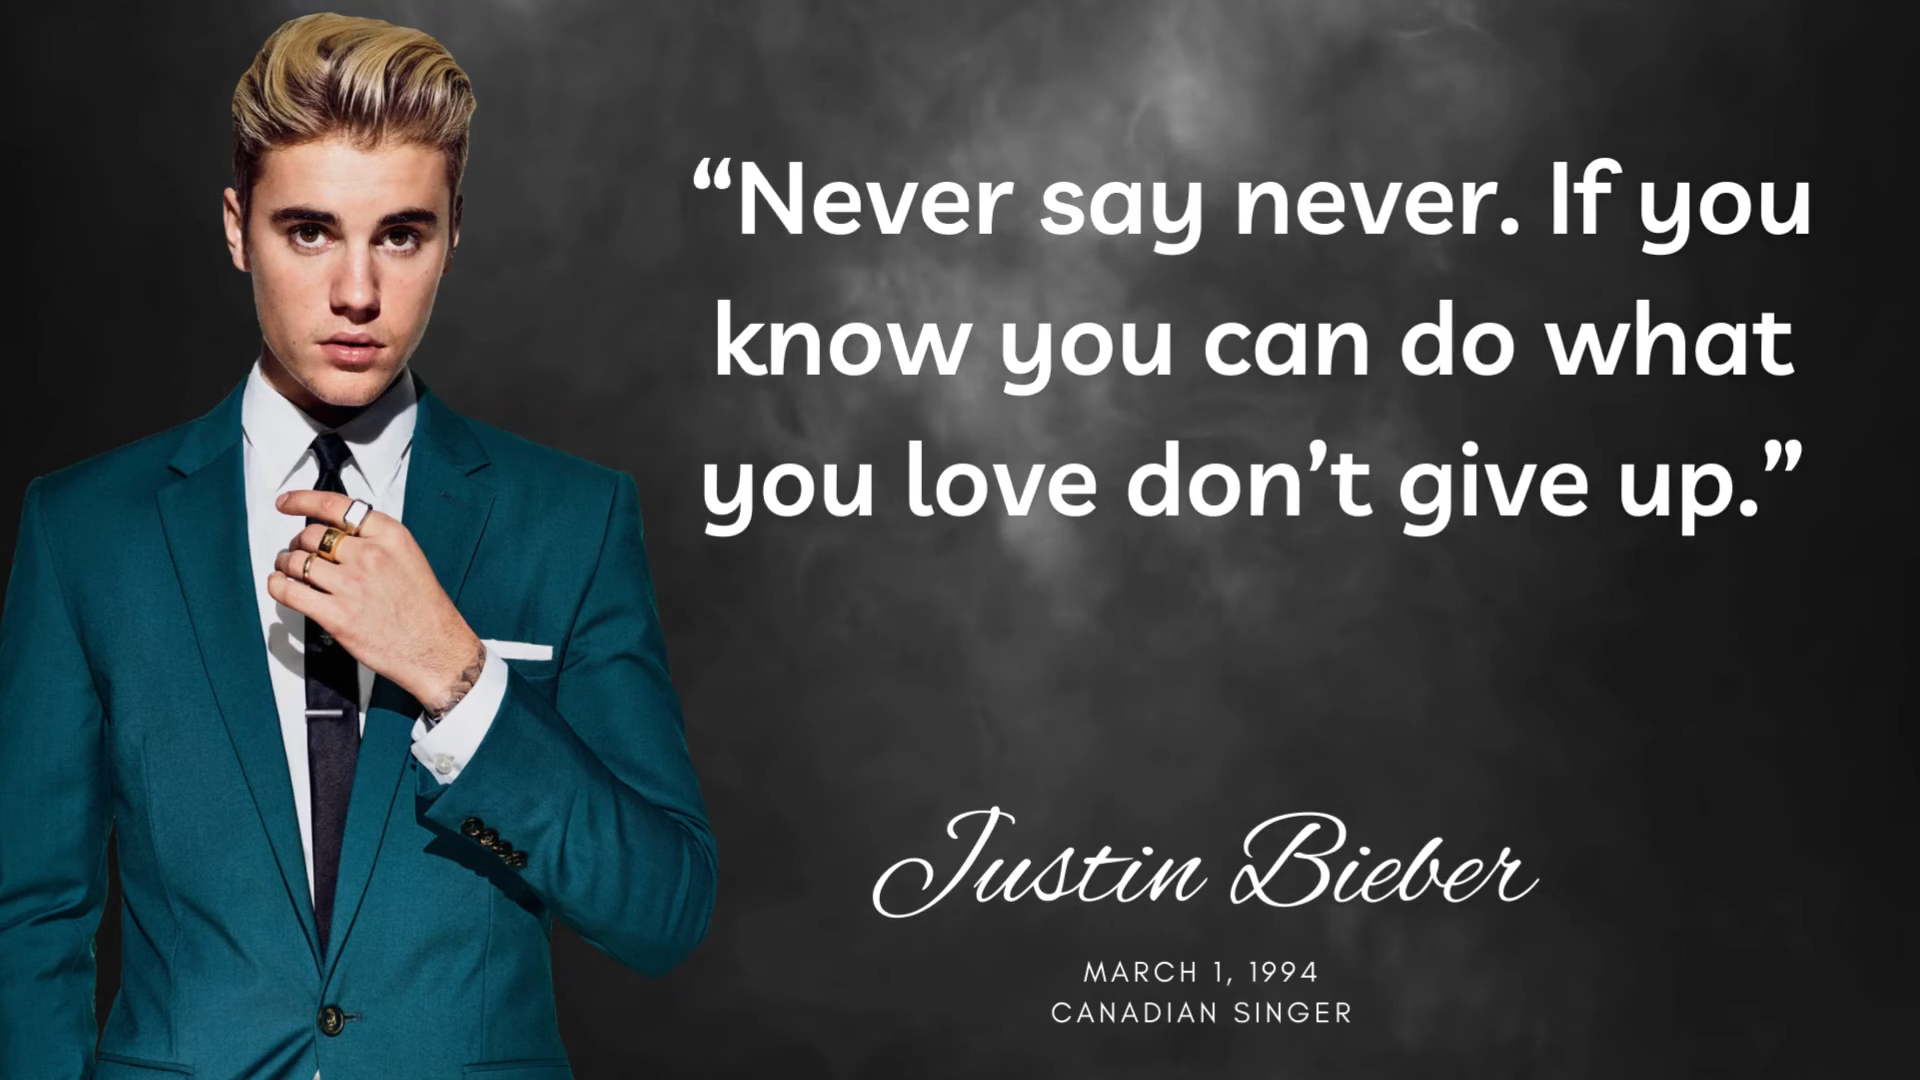 “Never say never. If you
know you can do what
you love don’t give up.”
Justin Bieber
MARCH 1, 1994
CANADIAN SINGER